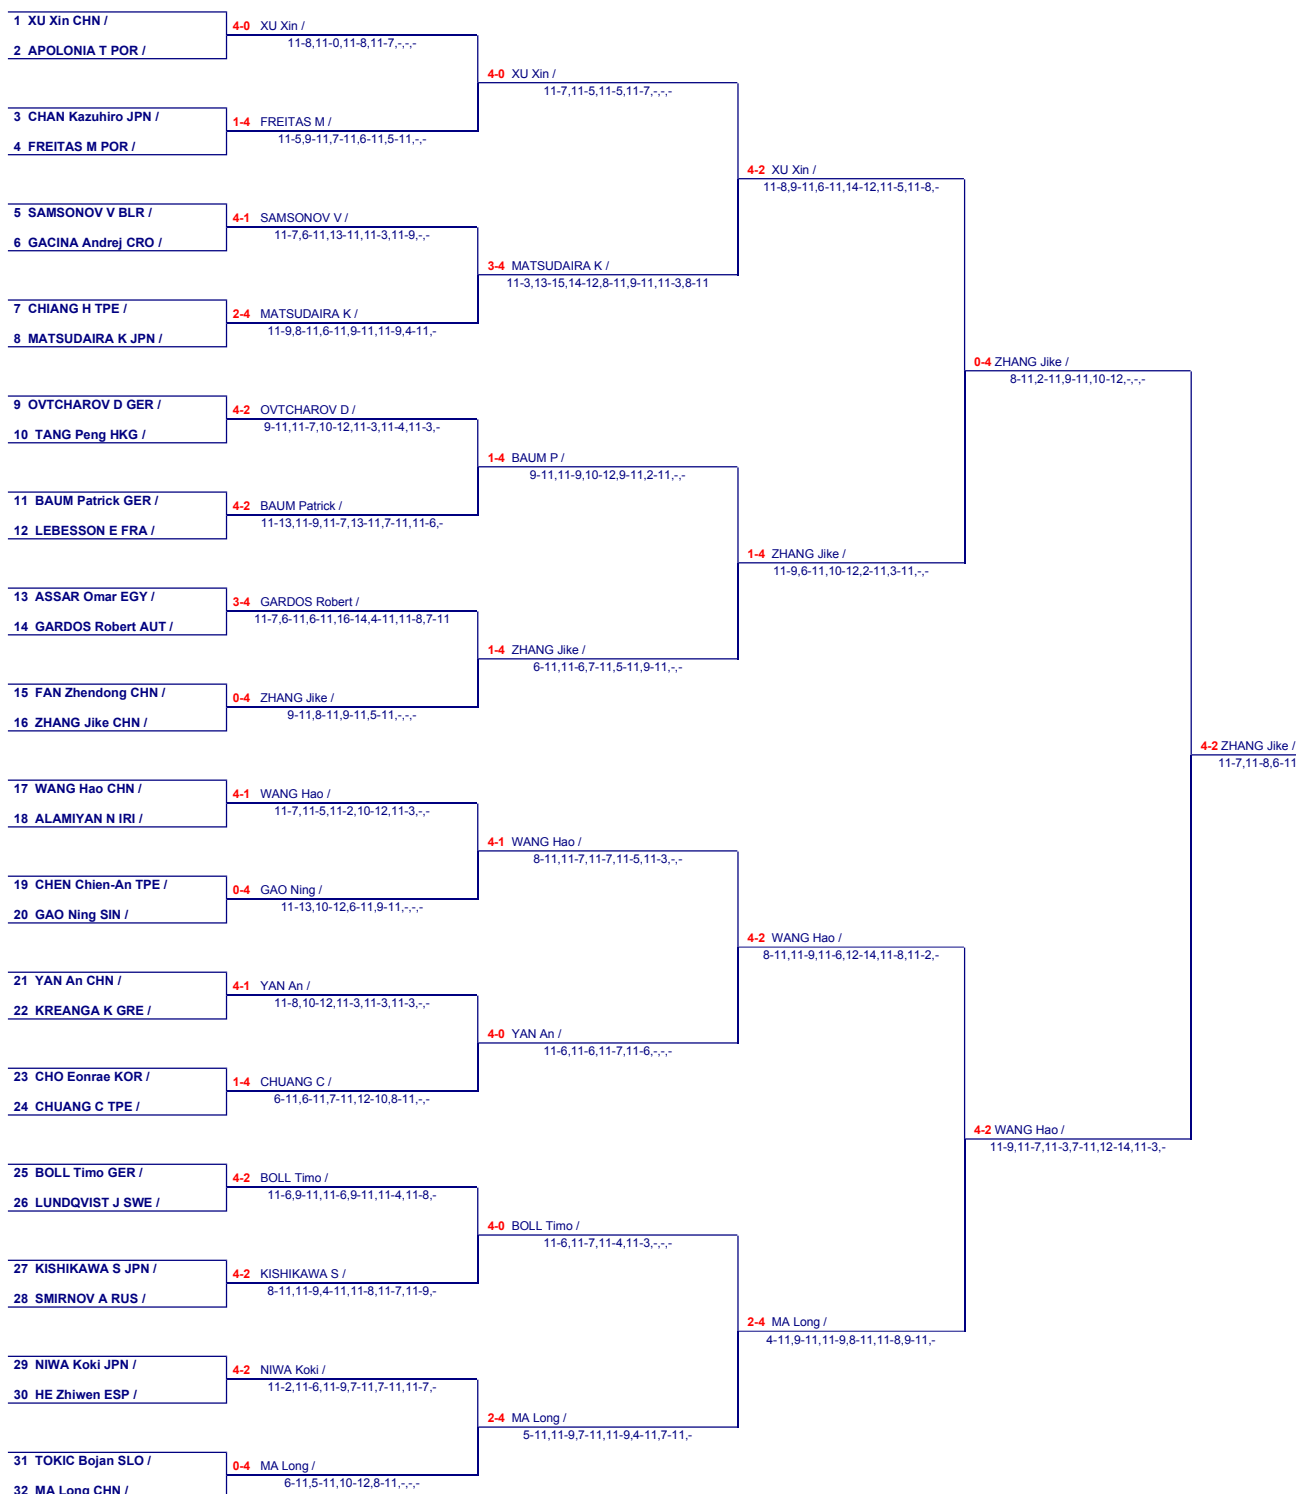 1 XU Xin CHN /
4-0 XU Xin /
11-8,11-0,11-8,11-7,-,-,-
2 APOLONIA T POR /
4-0 XU Xin /
11-7,11-5,11-5,11-7,-,-,-
3 CHAN Kazuhiro JPN /
1-4 FREITAS M /
11-5,9-11,7-11,6-11,5-11,-,-
4 FREITAS M POR /
4-2 XU Xin /
11-8,9-11,6-11,14-12,11-5,11-8,-
5 SAMSONOV V BLR /
4-1 SAMSONOV V /
11-7,6-11,13-11,11-3,11-9,-,-
6 GACINA Andrej CRO /
3-4 MATSUDAIRA K /
11-3,13-15,14-12,8-11,9-11,11-3,8-11
7 CHIANG H TPE /
2-4 MATSUDAIRA K /
11-9,8-11,6-11,9-11,11-9,4-11,-
8 MATSUDAIRA K JPN /
0-4 ZHANG Jike /
8-11,2-11,9-11,10-12,-,-,-
9 OVTCHAROV D GER /
4-2 OVTCHAROV D /
9-11,11-7,10-12,11-3,11-4,11-3,-
10 TANG Peng HKG /
1-4 BAUM P /
9-11,11-9,10-12,9-11,2-11,-,-
11 BAUM Patrick GER /
4-2 BAUM Patrick /
11-13,11-9,11-7,13-11,7-11,11-6,-
12 LEBESSON E FRA /
1-4 ZHANG Jike /
11-9,6-11,10-12,2-11,3-11,-,-
13 ASSAR Omar EGY /
3-4 GARDOS Robert /
11-7,6-11,6-11,16-14,4-11,11-8,7-11
14 GARDOS Robert AUT /
1-4 ZHANG Jike /
6-11,11-6,7-11,5-11,9-11,-,-
15 FAN Zhendong CHN /
0-4 ZHANG Jike /
9-11,8-11,9-11,5-11,-,-,-
16 ZHANG Jike CHN /
4-2 ZHANG Jike /
11-7,11-8,6-11
17 WANG Hao CHN /
4-1 WANG Hao /
11-7,11-5,11-2,10-12,11-3,-,-
18 ALAMIYAN N IRI /
4-1 WANG Hao /
8-11,11-7,11-7,11-5,11-3,-,-
19 CHEN Chien-An TPE /
0-4 GAO Ning /
11-13,10-12,6-11,9-11,-,-,-
20 GAO Ning SIN /
4-2 WANG Hao /
8-11,11-9,11-6,12-14,11-8,11-2,-
21 YAN An CHN /
4-1 YAN An /
11-8,10-12,11-3,11-3,11-3,-,-
22 KREANGA K GRE /
4-0 YAN An /
11-6,11-6,11-7,11-6,-,-,-
23 CHO Eonrae KOR /
1-4 CHUANG C /
6-11,6-11,7-11,12-10,8-11,-,-
24 CHUANG C TPE /
4-2 WANG Hao /
11-9,11-7,11-3,7-11,12-14,11-3,-
25 BOLL Timo GER /
4-2 BOLL Timo /
11-6,9-11,11-6,9-11,11-4,11-8,-
26 LUNDQVIST J SWE /
4-0 BOLL Timo /
11-6,11-7,11-4,11-3,-,-,-
27 KISHIKAWA S JPN /
4-2 KISHIKAWA S /
8-11,11-9,4-11,11-8,11-7,11-9,-
28 SMIRNOV A RUS /
2-4 MA Long /
4-11,9-11,11-9,8-11,11-8,9-11,-
29 NIWA Koki JPN /
4-2 NIWA Koki /
11-2,11-6,11-9,7-11,7-11,11-7,-
30 HE Zhiwen ESP /
2-4 MA Long /
5-11,11-9,7-11,11-9,4-11,7-11,-
31 TOKIC Bojan SLO /
0-4 MA Long /
6-11,5-11,10-12,8-11,-,-,-
32 MA Long CHN /